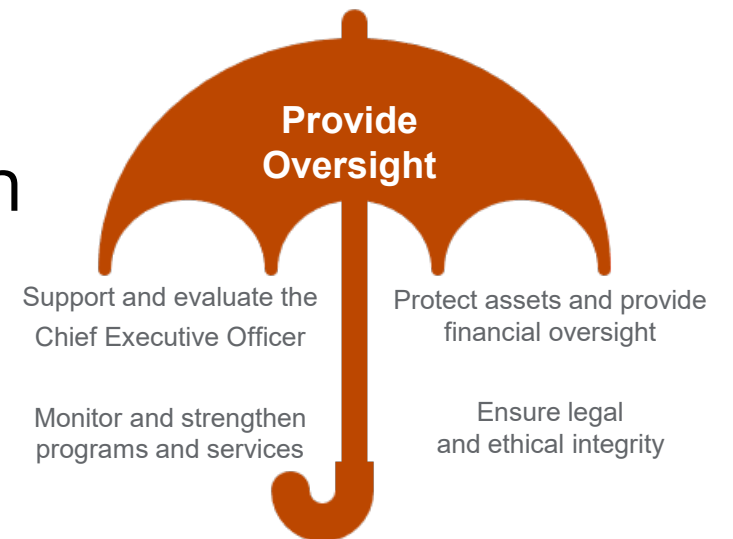 Provide
Oversight
n
Support and evaluate the
Chief Executive Officer
Protect assets and provide
financial oversight
Monitor and strengthen
programs and services
Ensure legal
and ethical integrity